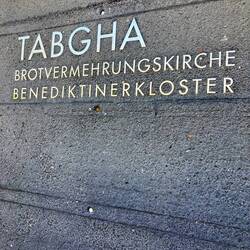 TABGHA
BROTVERMEHRUNGSKIRCHE
BENEDIKTINERKLOSTER